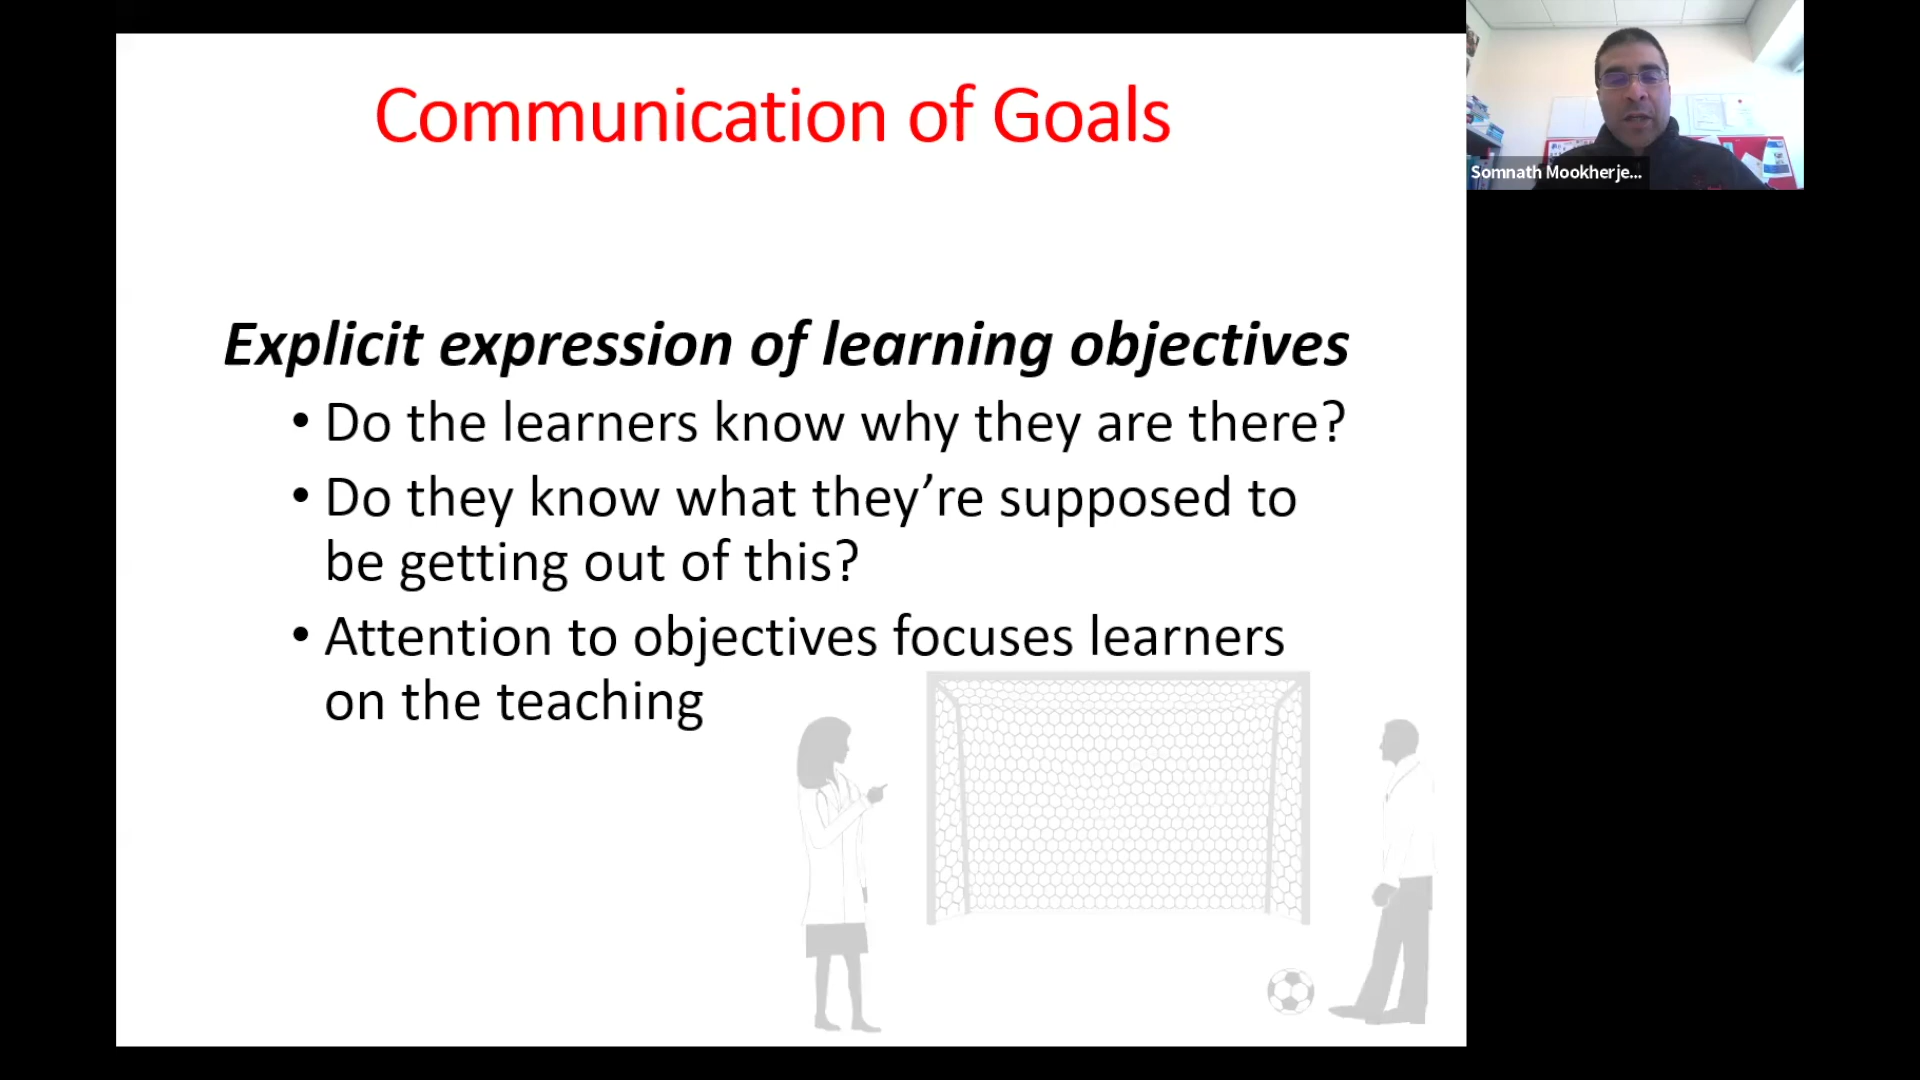 Communication of Goals
Explicit expression of learning objectives
• Do the learners know why they are there?
• Do they know what they’re supposed to
be getting out of this?
• Attention to objectives focuses learners
on the teaching
Somnath Mookherje...